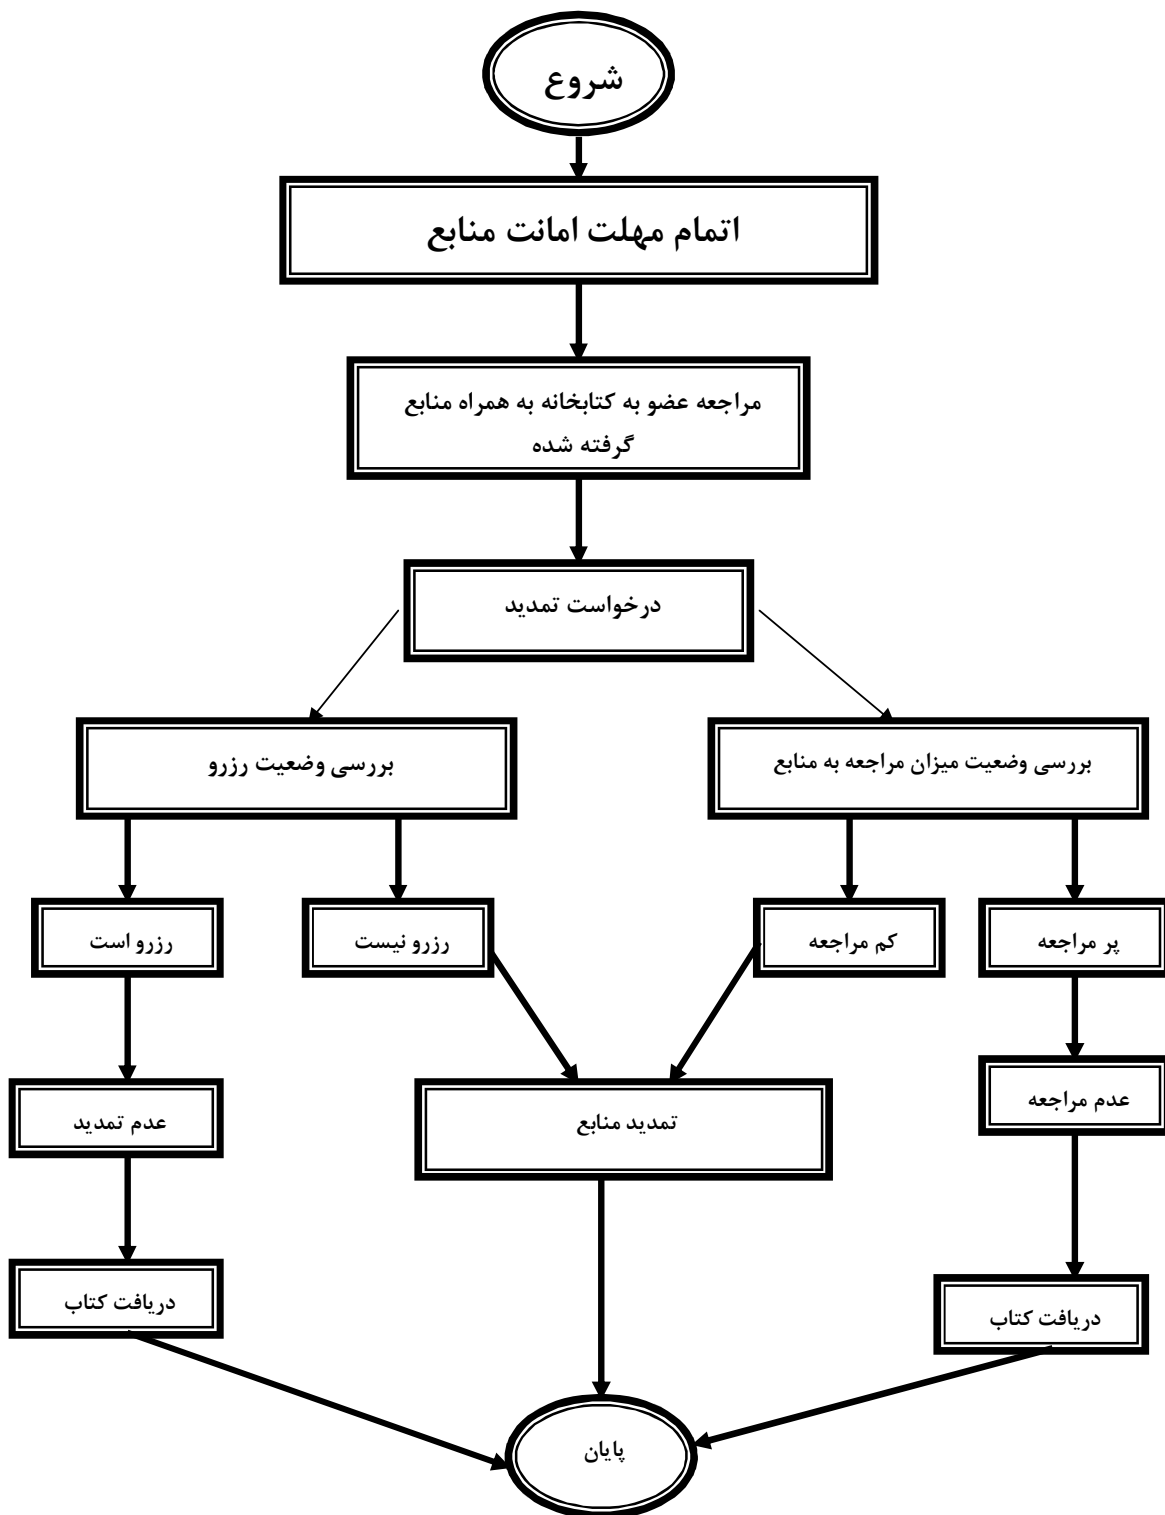 شروع
اتمام مهلت امانت منابع
مراجعه عضو به کتابخانه به همراه منابع
گرفته شده
درخواست تمدید
بررسی وضعیت میزان مراجعه به منابع
بررسی وضعیت رزرو
پر مراجعه
کم مراجعه
رزرو نیست
رزرو است
عدم مراجعه
تمدید منابع
عدم تمدید
دریافت کتاب
دریافت کتاب
پایان